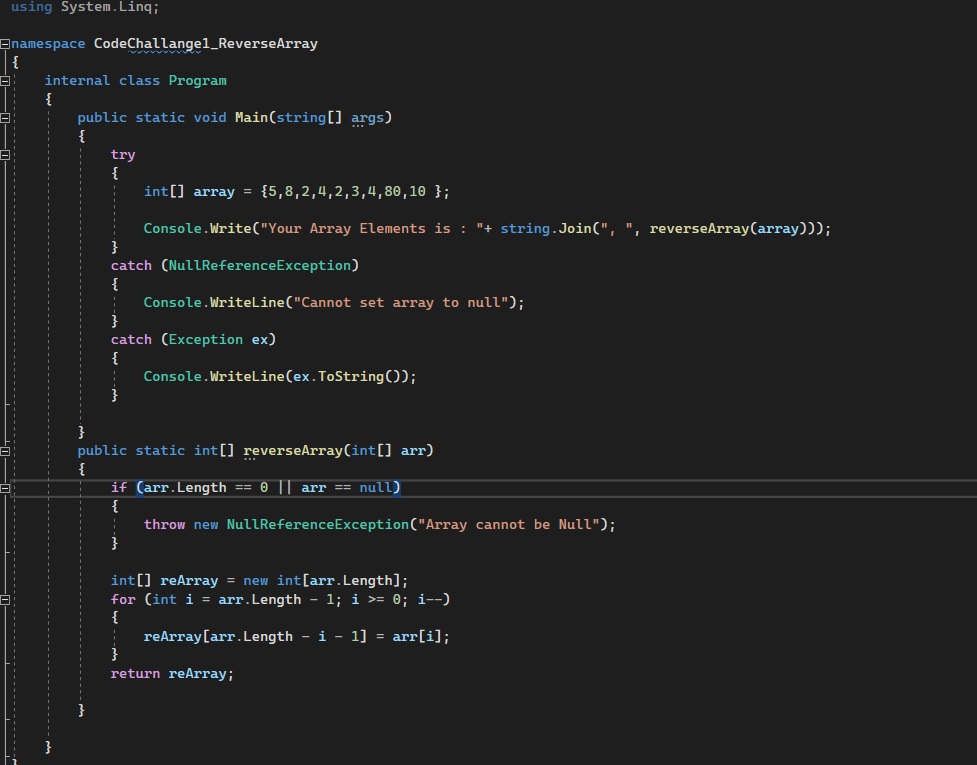 using System.Linq;
namespace CodeChallange1_ReverseArray
{
internal class Program
{
public static void Main(string[] args)
{
try
{
int[] array = {5,8,2,4,2,3,4,80,10 };
Console.Write("Your Array Elements is : "+ string.Join(", ", reverseArray(array)));
}
catch (NullReferenceException)
{
Console.WriteLine("Cannot set array to null");
}
catch (Exception ex)
{
Console.WriteLine(ex.ToString());
}
}
public static int[] reverseArray(int[] arr)
{
if (arr.Length == 0 || arr == null)
{
throw new NullReferenceException("Array cannot be Null");
}
int[] reArray = new int[arr.Length];
for (int i = arr.Length - 1; i >= 0; i--)
{
reArray[arr.Length - i - 1] = arr[i];
}
return reArray;
}
}
}